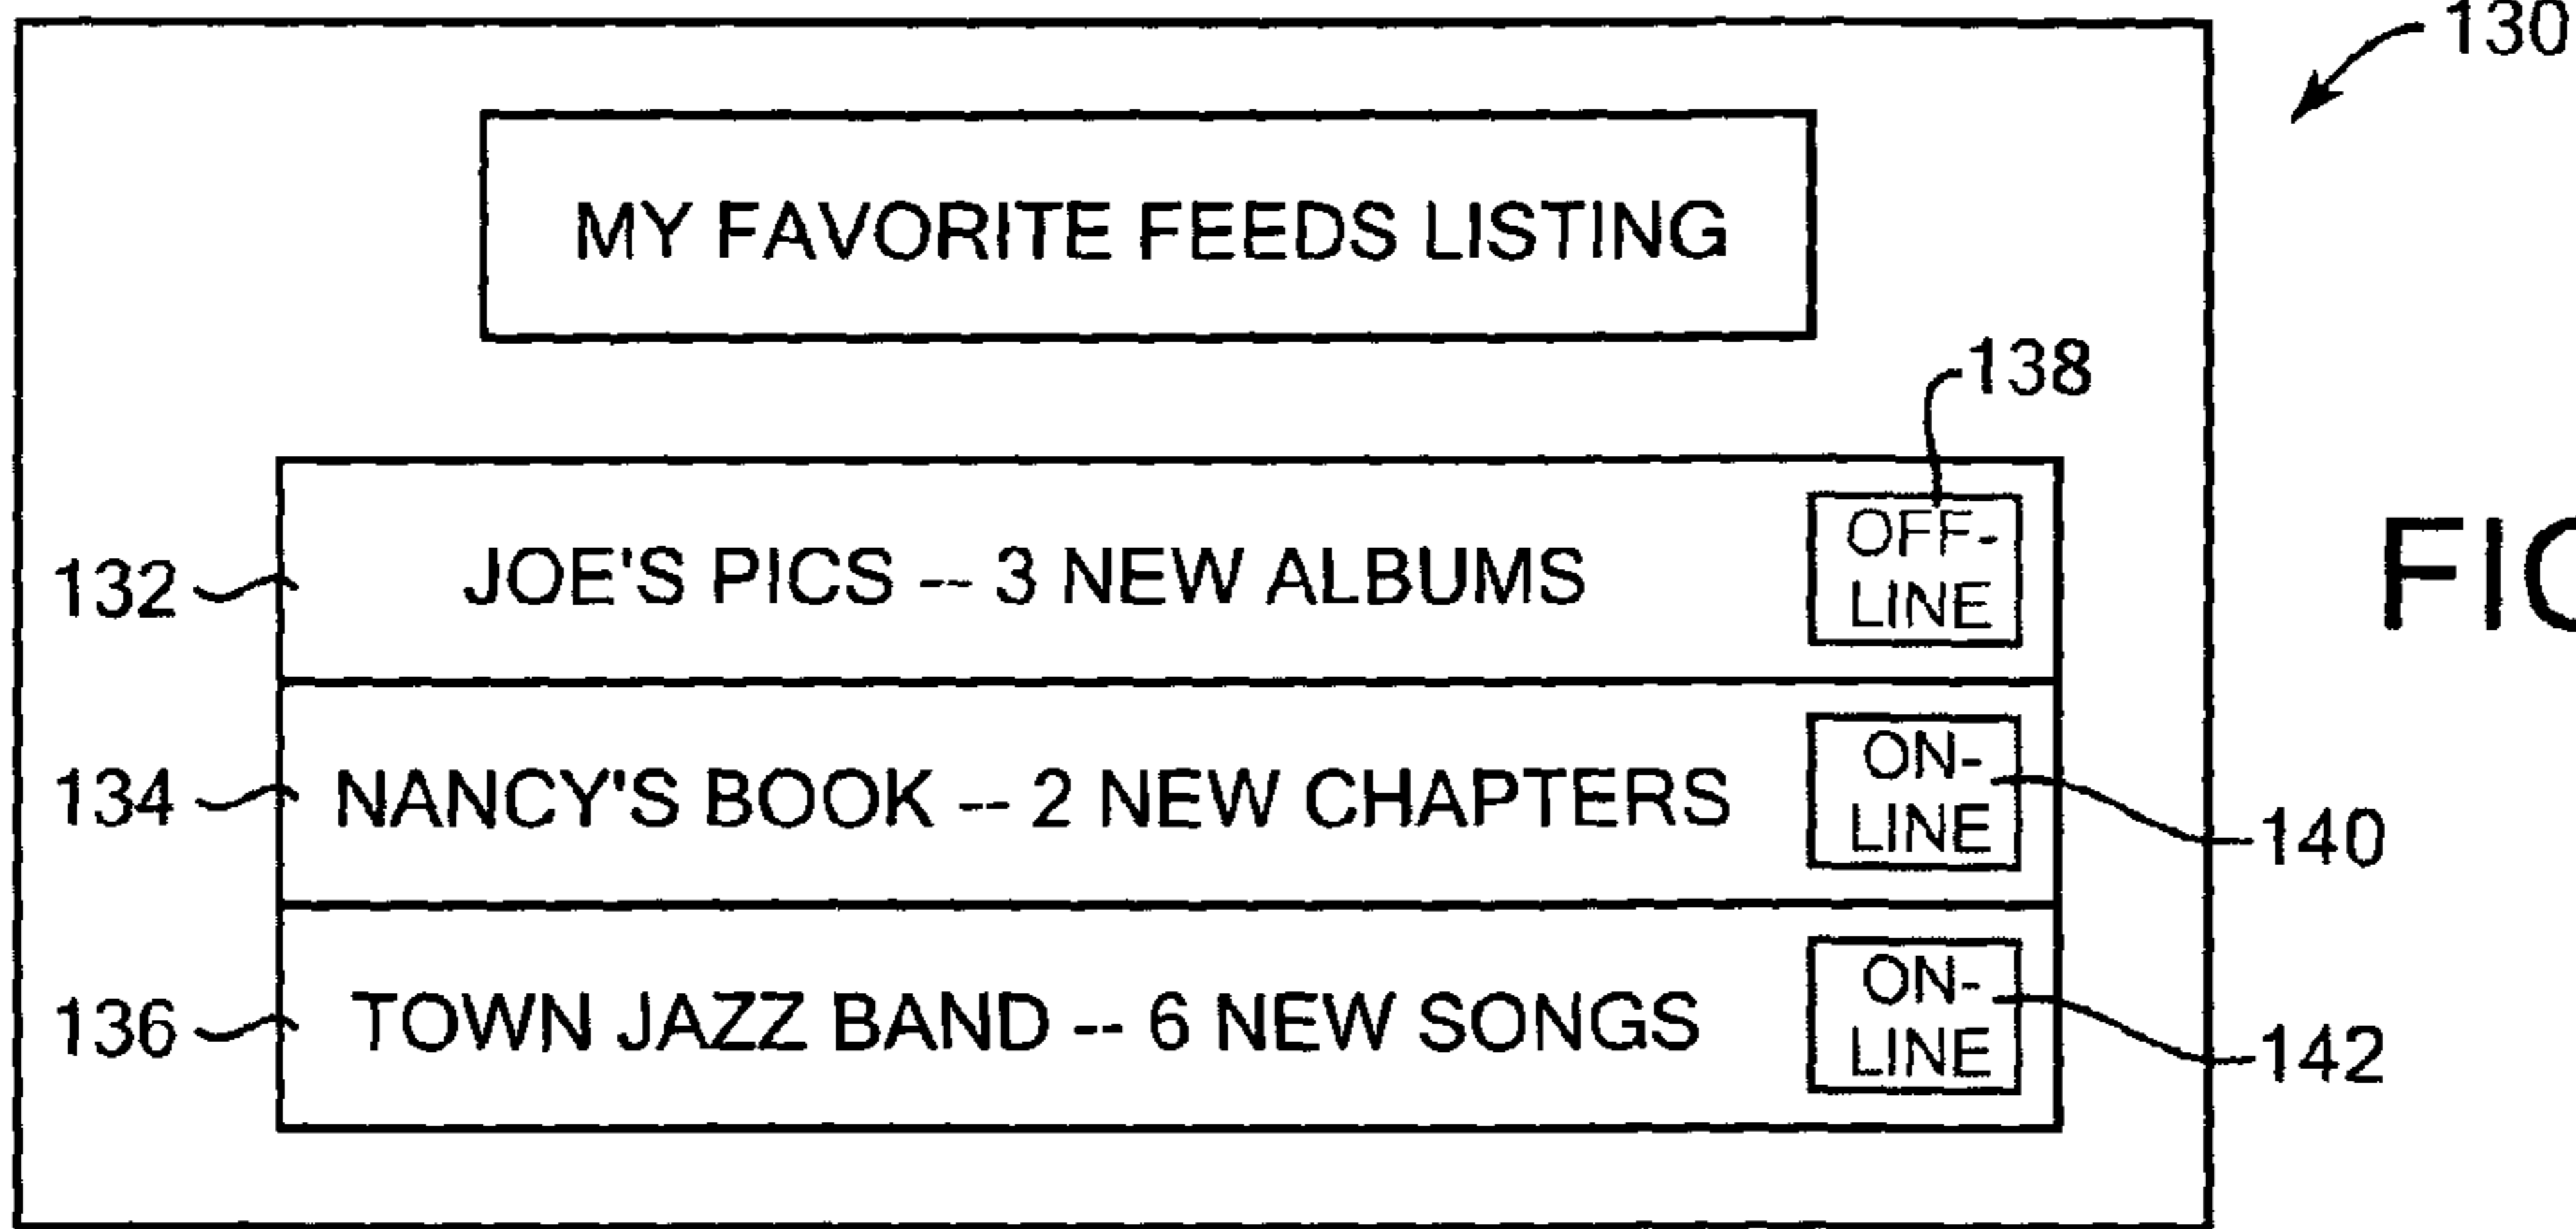 130
MY FAVORITE FEEDS LISTING
138
132
JOE'S PICS -- 3 NEW ALBUMS
OFF-
LINE
134
NANCY'S BOOK -- 2 NEW CHAPTERS
ON-
LINE
140
136
TOWN JAZZ BAND -- 6 NEW SONGS
ON-
LINE
142